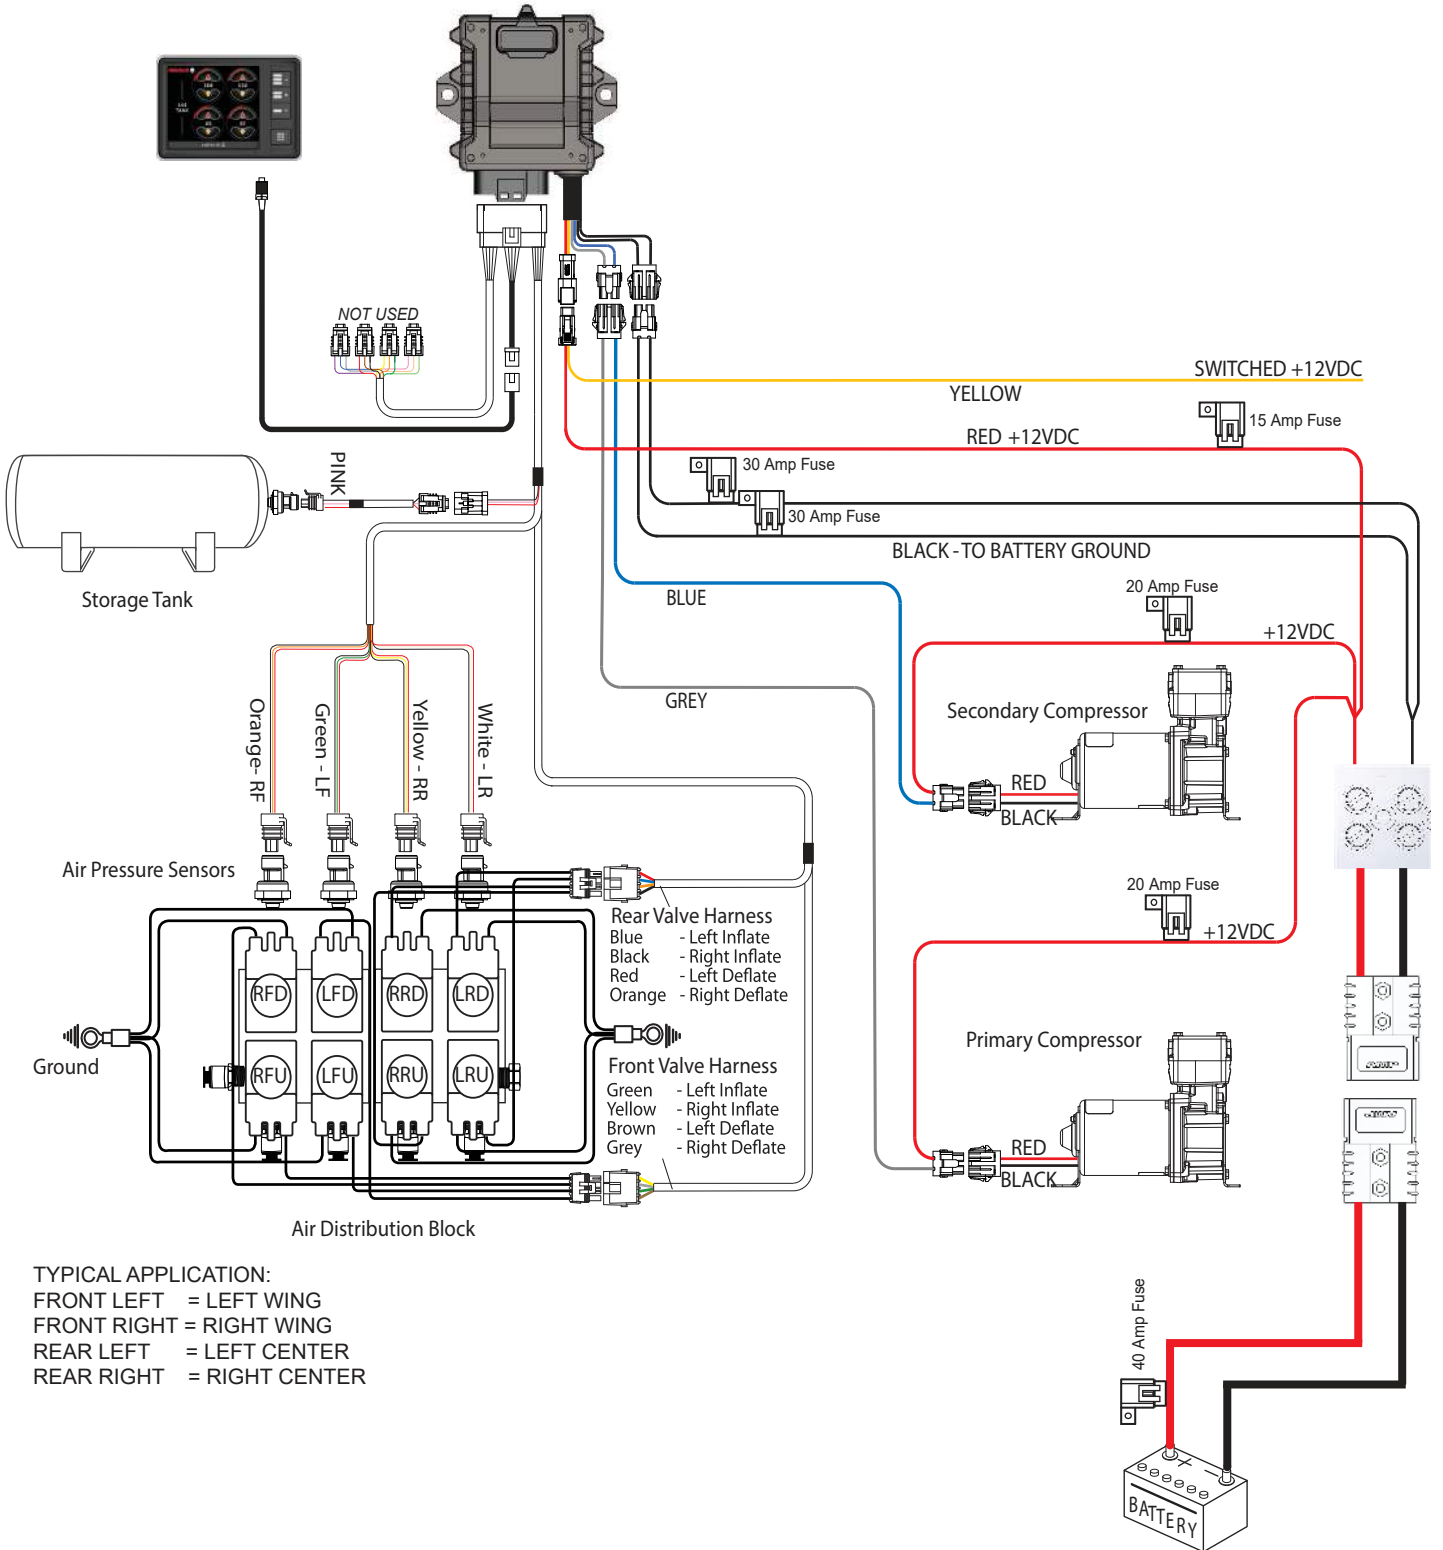 NOT USED
SWITCHED +12VDC
YELLOW
15 Amp Fuse
RED +12VDC
30 Amp Fuse
30 Amp Fuse
BLACK - TO BATTERY GROUND
PINK
Storage Tank
BLUE
20 Amp Fuse
+12VDC
GREY
Secondary Compressor
RED
BLACK
Orange- RF
Green - LF
Yellow - RR
White - LR
Air Pressure Sensors
20 Amp Fuse
+12VDC
Rear Valve Harness
Blue - Left Inflate
Black - Right Inflate
Red - Left Deflate
Orange - Right Deflate
RFD
LFD
RRD
LRD
Ground
Primary Compressor
Front Valve Harness
Green - Left Inflate
Yellow - Right Inflate
Brown - Left Deflate
Grey - Right Deflate
RFU
LFU
RRU
LRU
RED
BLACK
Air Distribution Block
TYPICAL APPLICATION:
FRONT LEFT = LEFT WING
FRONT RIGHT = RIGHT WING
REAR LEFT = LEFT CENTER
REAR RIGHT = RIGHT CENTER
40 Amp Fuse
+ −
BATTERY